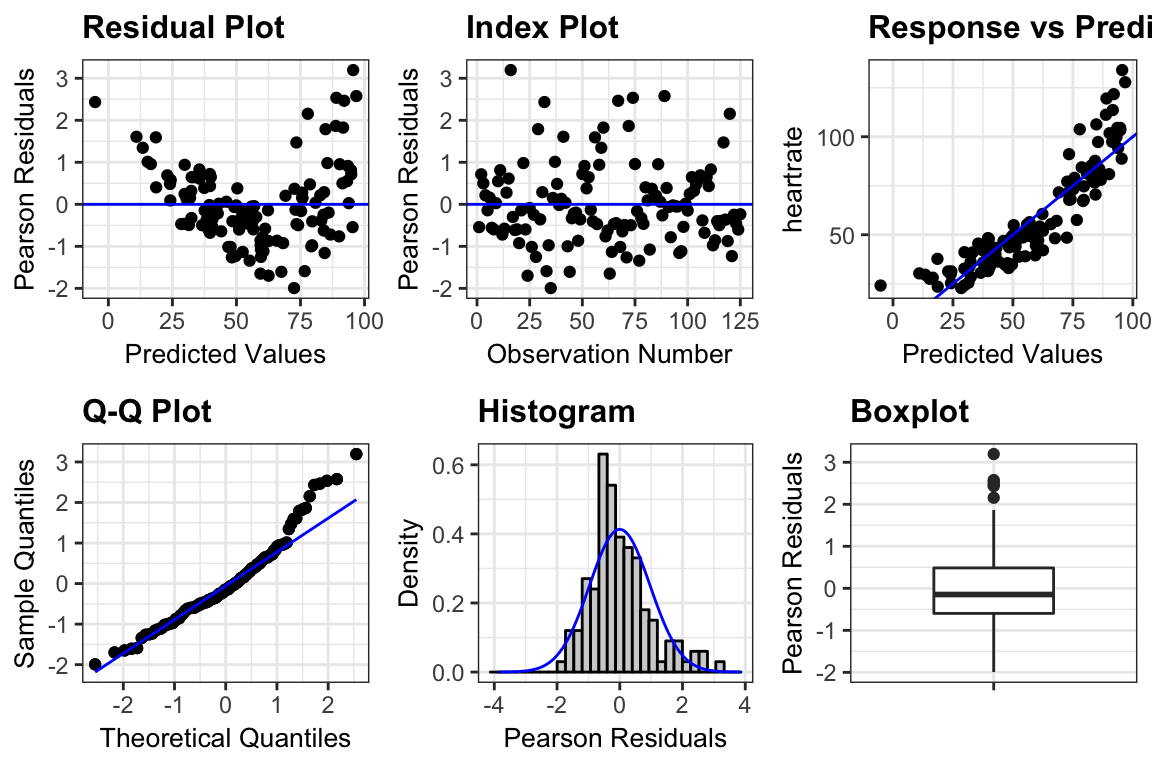 Residual Plot
Index Plot
Response vs Predi
Pearson Residuals
3
2
1
0
-1
-2
0 25 50 75 100
Predicted Values
Pearson Residuals
3
2
1
0
-1
-2
0 25 50 75 100 125
Observation Number
heartrate
100
50
0 25 50 75 100
Predicted Values
Q-Q Plot
Histogram
Boxplot
Sample Quantiles
3
2
1
0
-1
-2
-2 -1 0 1 2
Theoretical Quantiles
Density
0.6
0.4
0.2
0.0
-4 -2 0 2 4
Pearson Residuals
Pearson Residuals
3
2
1
0
-1
-2